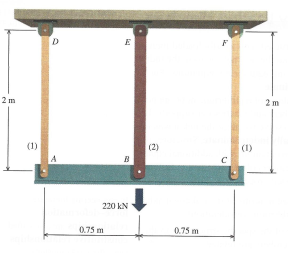 D E F
2 m 2 m
(1) (2) (1)
A B C
220 kN
0.75 m 0.75 m